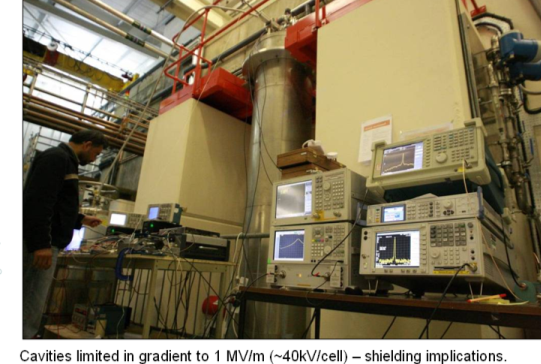 Cavities limited in gradient to 1 MV/m (~40kV/cell) – shielding implications.